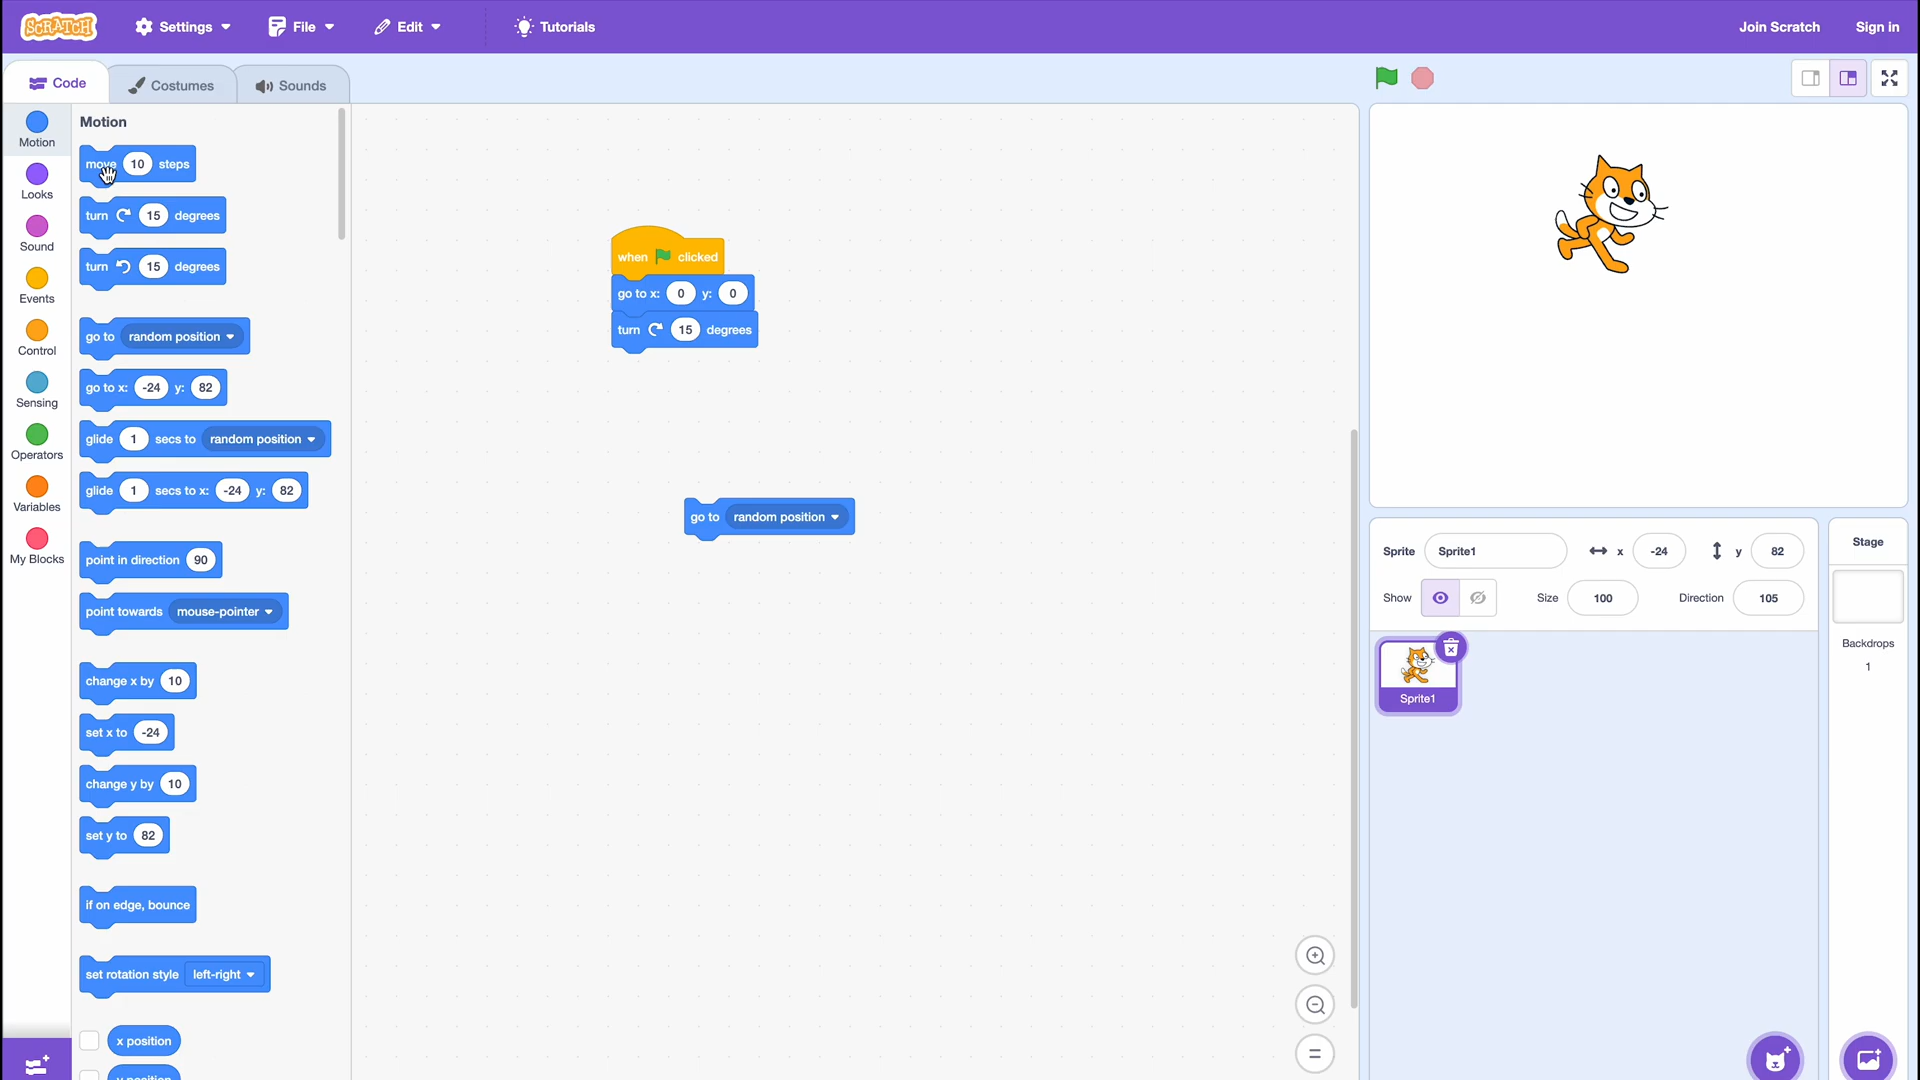 SCRATCH Settings File Edit Tutorials Join Scratch Sign in
Code Costumes Sounds
Motion
Looks
Sound
Events
Control
Sensing
Operators
Variables
My Blocks
Motion
move 10 steps
turn 15 degrees
turn 15 degrees
go to random position
go to x: -24 y: 82
glide 1 secs to random position
glide 1 secs to x: -24 y: 82
point in direction 90
point towards mouse-pointer
change x by 10
set x to -24
change y by 10
set y to 82
if on edge, bounce
set rotation style left-right
x position
y position
when clicked
go to x: 0 y: 0
turn 15 degrees
go to random position
Sprite Sprite1 x -24 y 82
Show Size 100 Direction 105
Sprite1
Stage
Backdrops
1